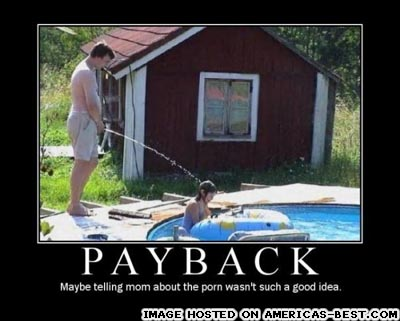 PAYBACK
Maybe telling mom about the porn wasn't such a good idea.
IMAGE HOSTED ON AMERICAS-BEST.COM